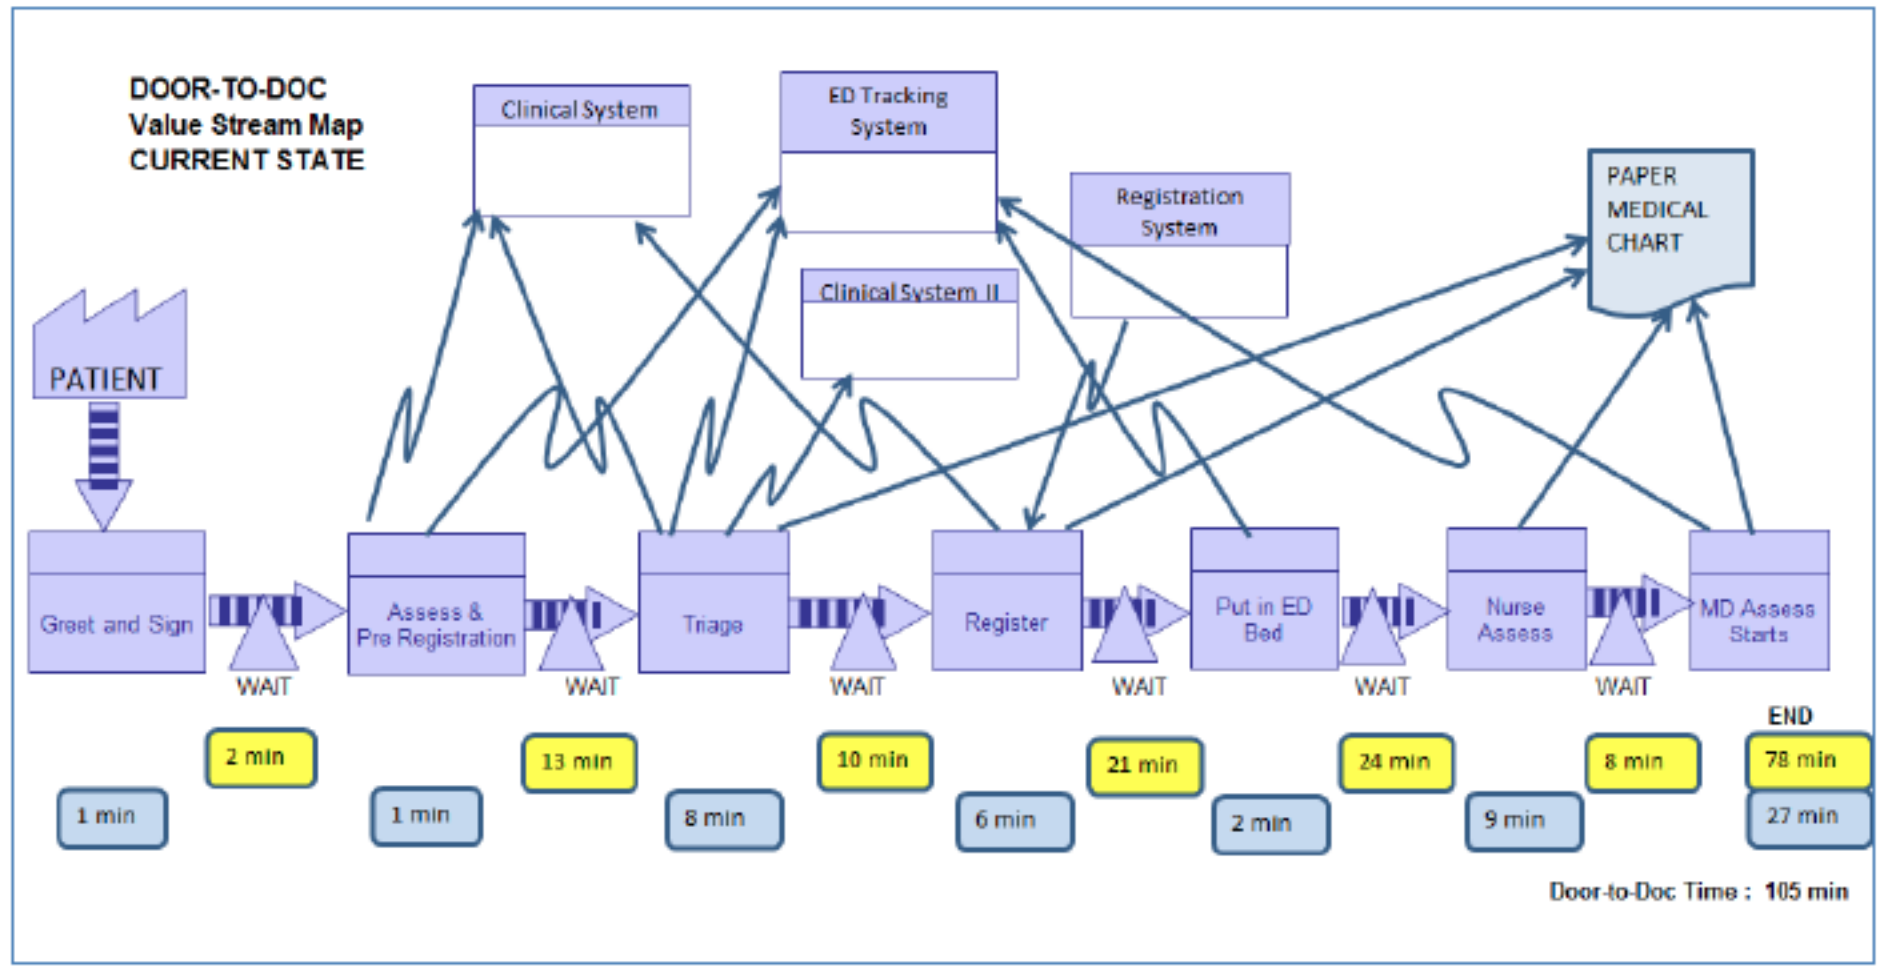 DOOR-TO-DOC
Value Stream Map
CURRENT STATE
Clinical System
ED Tracking
System
Registration
System
PAPER
MEDICAL
CHART
Clinical System II
PATIENT
Greet and Sign
Assess &
Pre Registration
Triage
Register
Put in ED
Bed
Nurse
Assess
MD Assess
Starts
WAIT
WAIT
WAIT
WAIT
WAIT
WAIT
END
2 min
13 min
10 min
21 min
24 min
8 min
78 min
1 min
1 min
8 min
6 min
2 min
9 min
27 min
Door-to-Doc Time : 105 min